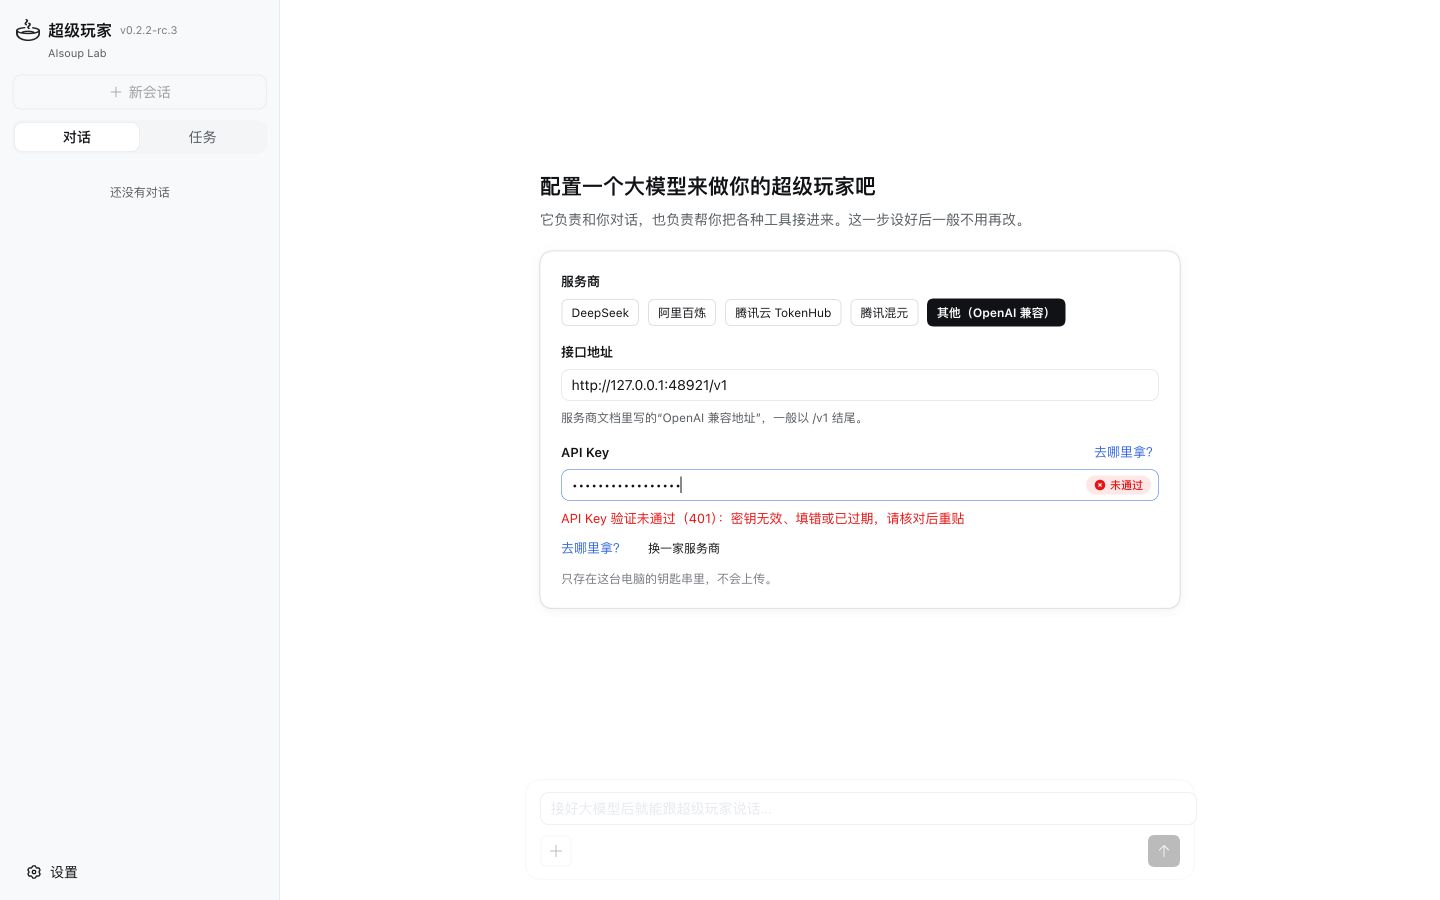 超级玩家 v0.2.2-rc.3
AIsoup Lab
新会话
对话 任务
还没有对话
配置一个大模型来做你的超级玩家吧
它负责和你对话，也负责帮你把各种工具接进来。这一步设好后一般不用再改。
服务商
DeepSeek 阿里百炼 腾讯云 TokenHub 腾讯混元 其他（OpenAI 兼容）
接口地址
http://127.0.0.1:48921/v1
服务商文档里写的“OpenAI 兼容地址”，一般以 /v1 结尾。
API Key 去哪里拿?
••••••••••••••••• 未通过
API Key 验证未通过（401）：密钥无效、填错或已过期，请核对后重贴
去哪里拿? 换一家服务商
只存在这台电脑的钥匙串里，不会上传。
接好大模型后就能跟超级玩家说话...
设置